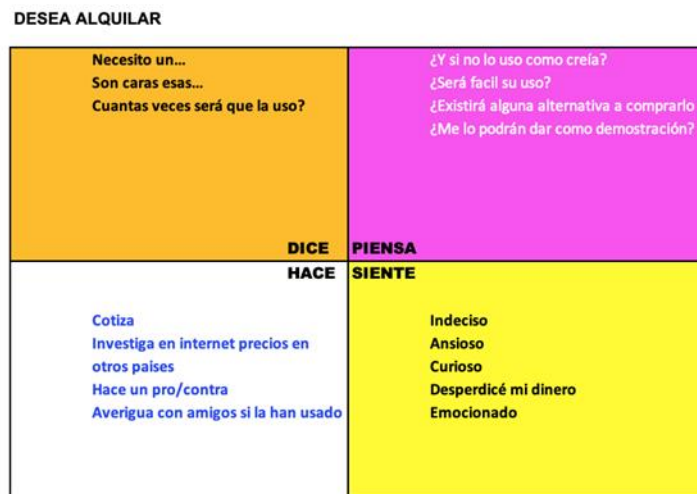 DESEA ALQUILAR
Necesito un...
Son caras esas...
Cuantas veces será que la uso?
DICE
¿Y si no lo uso como creía?
¿Será facil su uso?
¿Existirá alguna alternativa a comprarlo
¿Me lo podrán dar como demostración?
PIENSA
HACE
Cotiza
Investiga en internet precios en
otros paises
Hace un pro/contra
Averigua con amigos si la han usado
SIENTE
Indeciso
Ansioso
Curioso
Desperdicé mi dinero
Emocionado